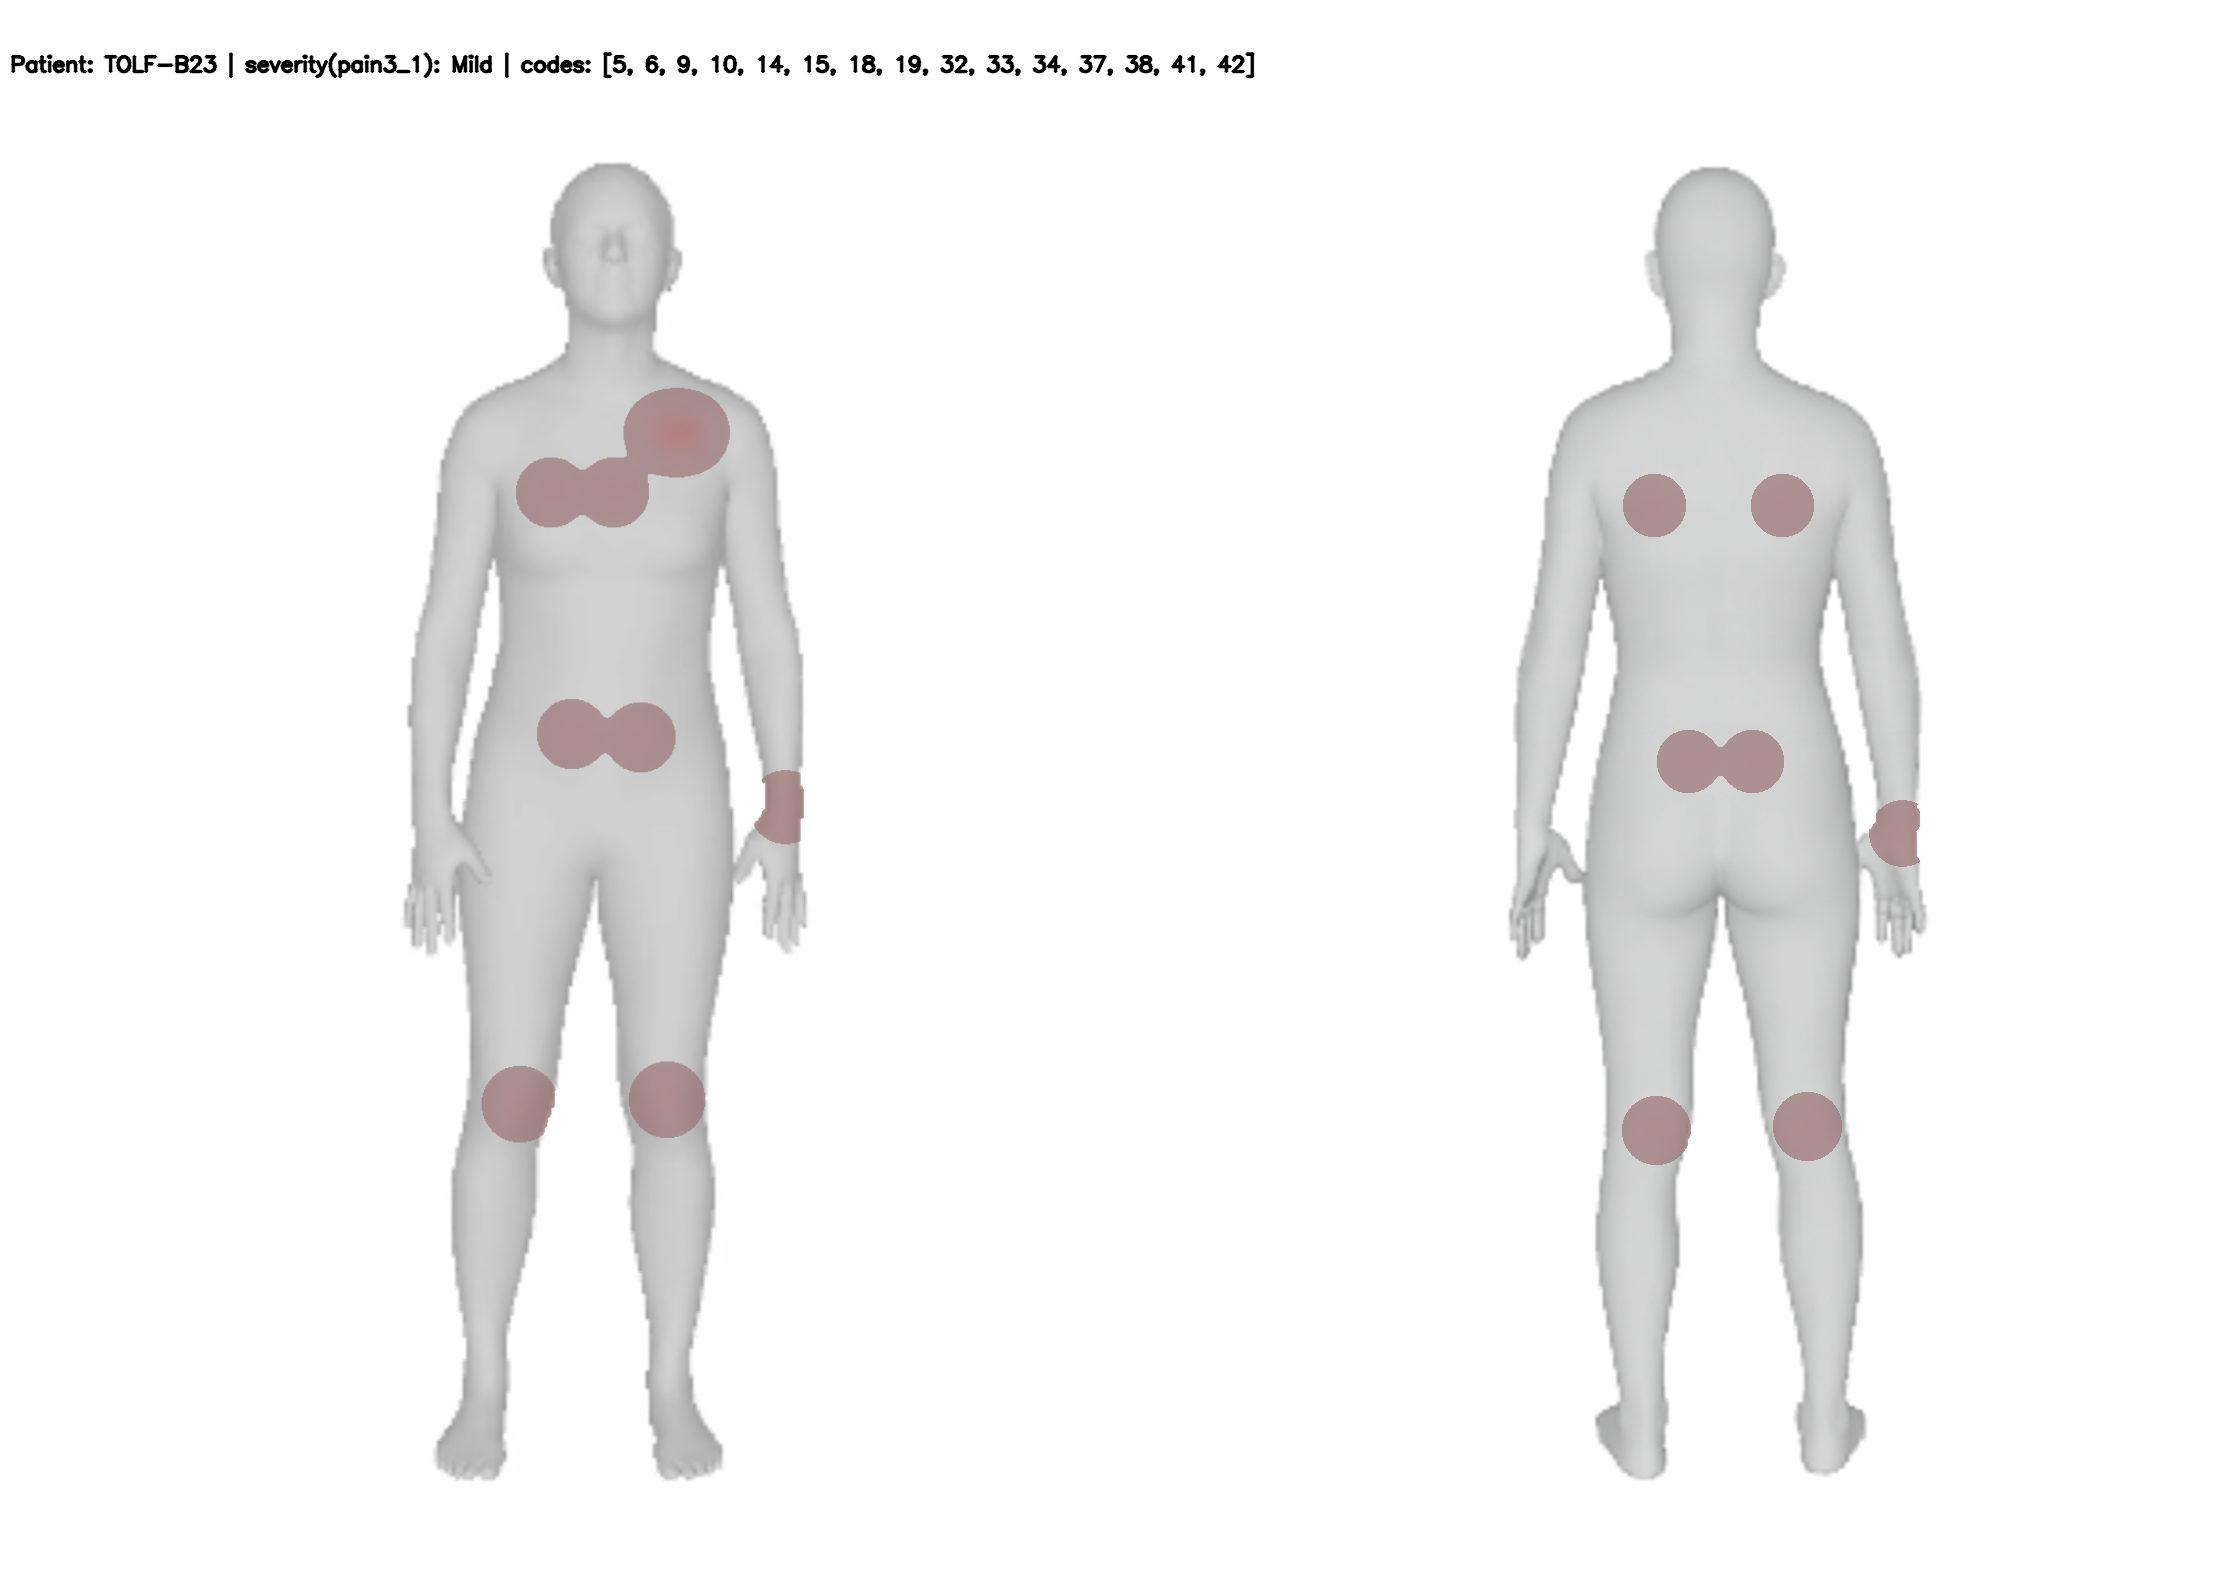 Patient: TOLF-B23 | severity(pain3_1): Mild | codes: [5, 6, 9, 10, 14, 15, 18, 19, 32, 33, 34, 37, 38, 41, 42]